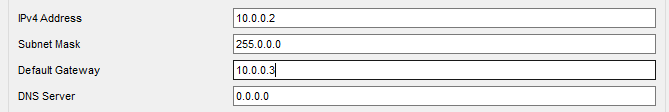 IPv4 Address 10.0.0.2
Subnet Mask 255.0.0.0
Default Gateway 10.0.0.3
DNS Server 0.0.0.0